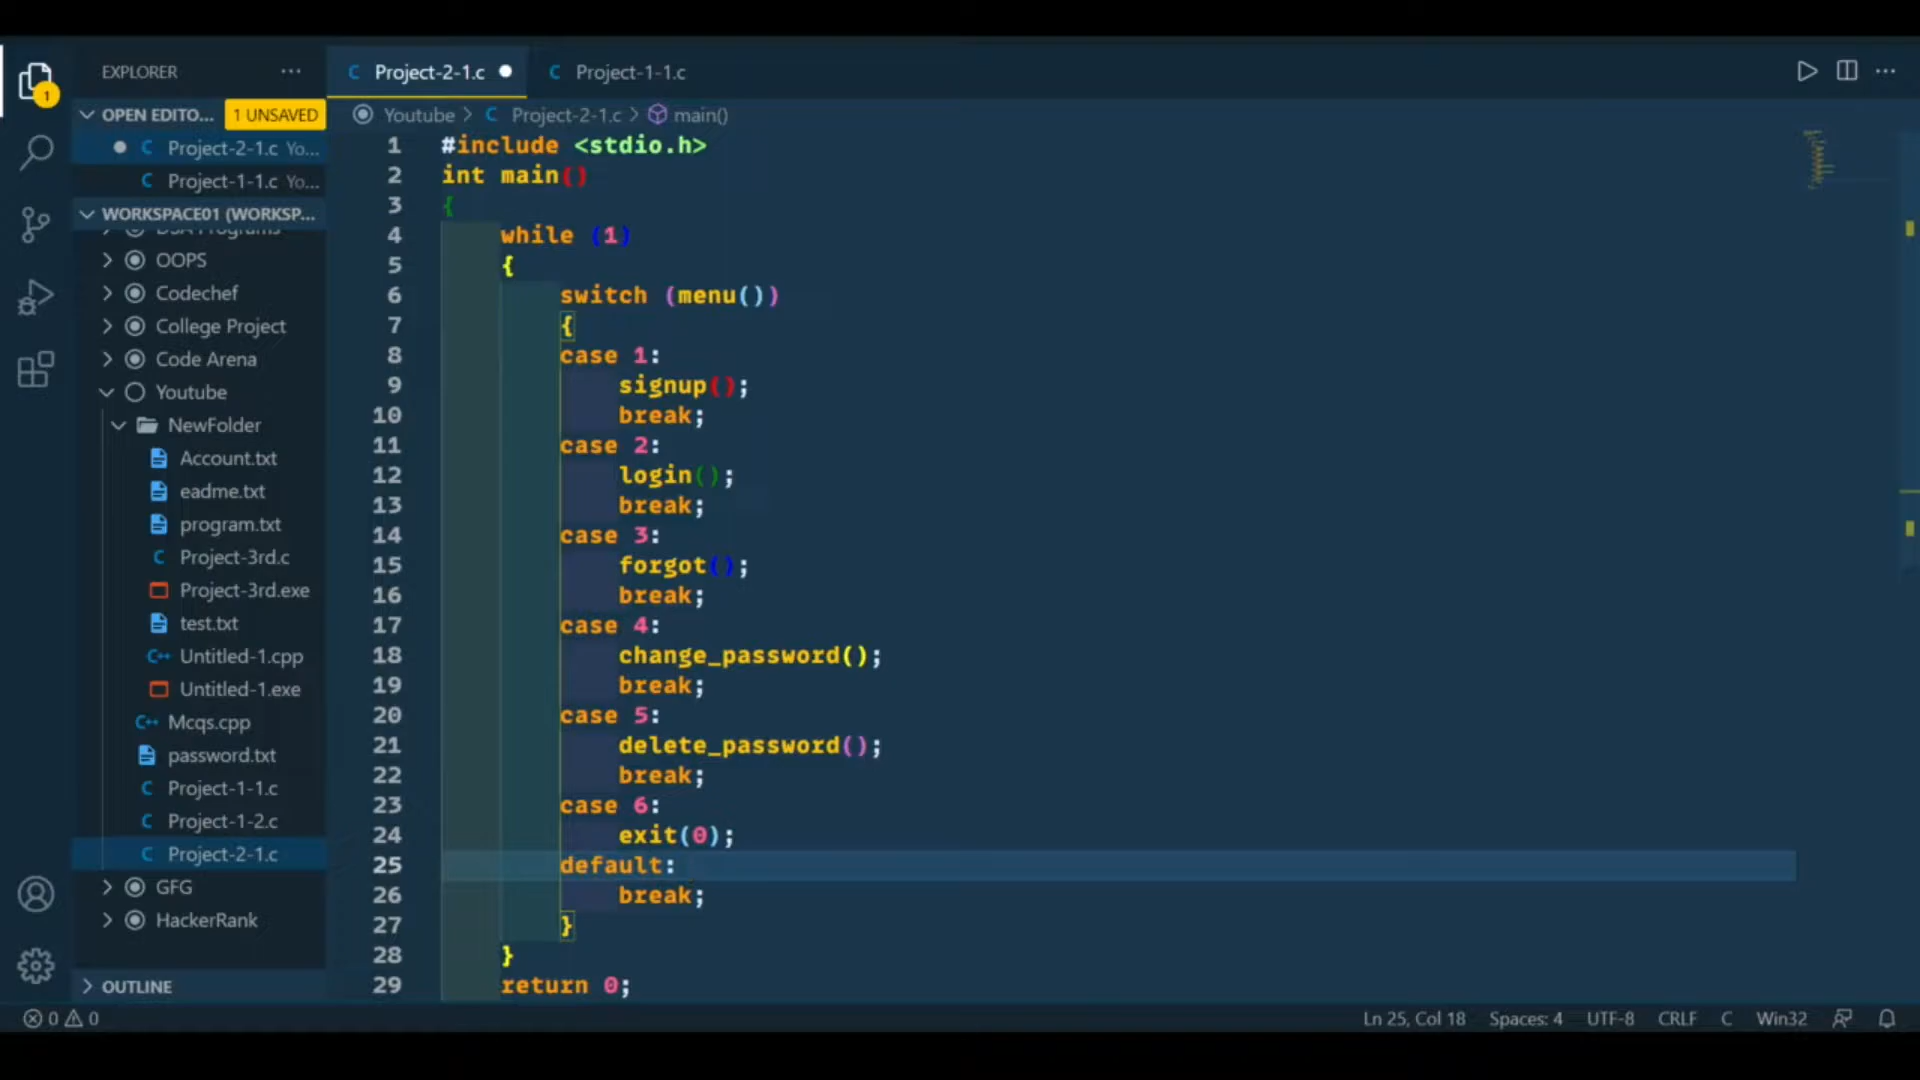 EXPLORER
Project-2-1.c
Project-1-1.c
OPEN EDITO... 1 UNSAVED
Project-2-1.c Yo...
Project-1-1.c Yo...
WORKSPACE01 (WORKSP...
DSA Programs
OOPS
Codechef
College Project
Code Arena
Youtube
NewFolder
Account.txt
eadme.txt
program.txt
Project-3rd.c
Project-3rd.exe
test.txt
Untitled-1.cpp
Untitled-1.exe
Mcqs.cpp
password.txt
Project-1-1.c
Project-1-2.c
Project-2-1.c
GFG
HackerRank
OUTLINE
Youtube > Project-2-1.c > main()
1 #include <stdio.h>
2 int main()
3 {
4 while (1)
5 {
6 switch (menu())
7 {
8 case 1:
9 signup();
10 break;
11 case 2:
12 login();
13 break;
14 case 3:
15 forgot();
16 break;
17 case 4:
18 change_password();
19 break;
20 case 5:
21 delete_password();
22 break;
23 case 6:
24 exit(0);
25 default:
26 break;
27 }
28 }
29 return 0;
0 0
Ln 25, Col 18 Spaces: 4 UTF-8 CRLF C Win32